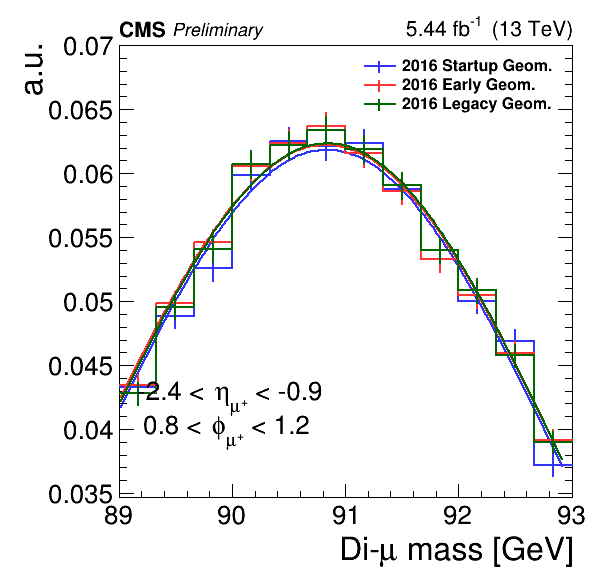 CMS Preliminary 5.44 fb⁻¹ (13 TeV)
a.u.
0.07
0.065
0.06
0.055
0.05
0.045
0.04
0.035
2016 Startup Geom.
2016 Early Geom.
2016 Legacy Geom.
2.4 < η_μ⁺ < -0.9
0.8 < ϕ_μ⁺ < 1.2
89 90 91 92 93
Di-μ mass [GeV]